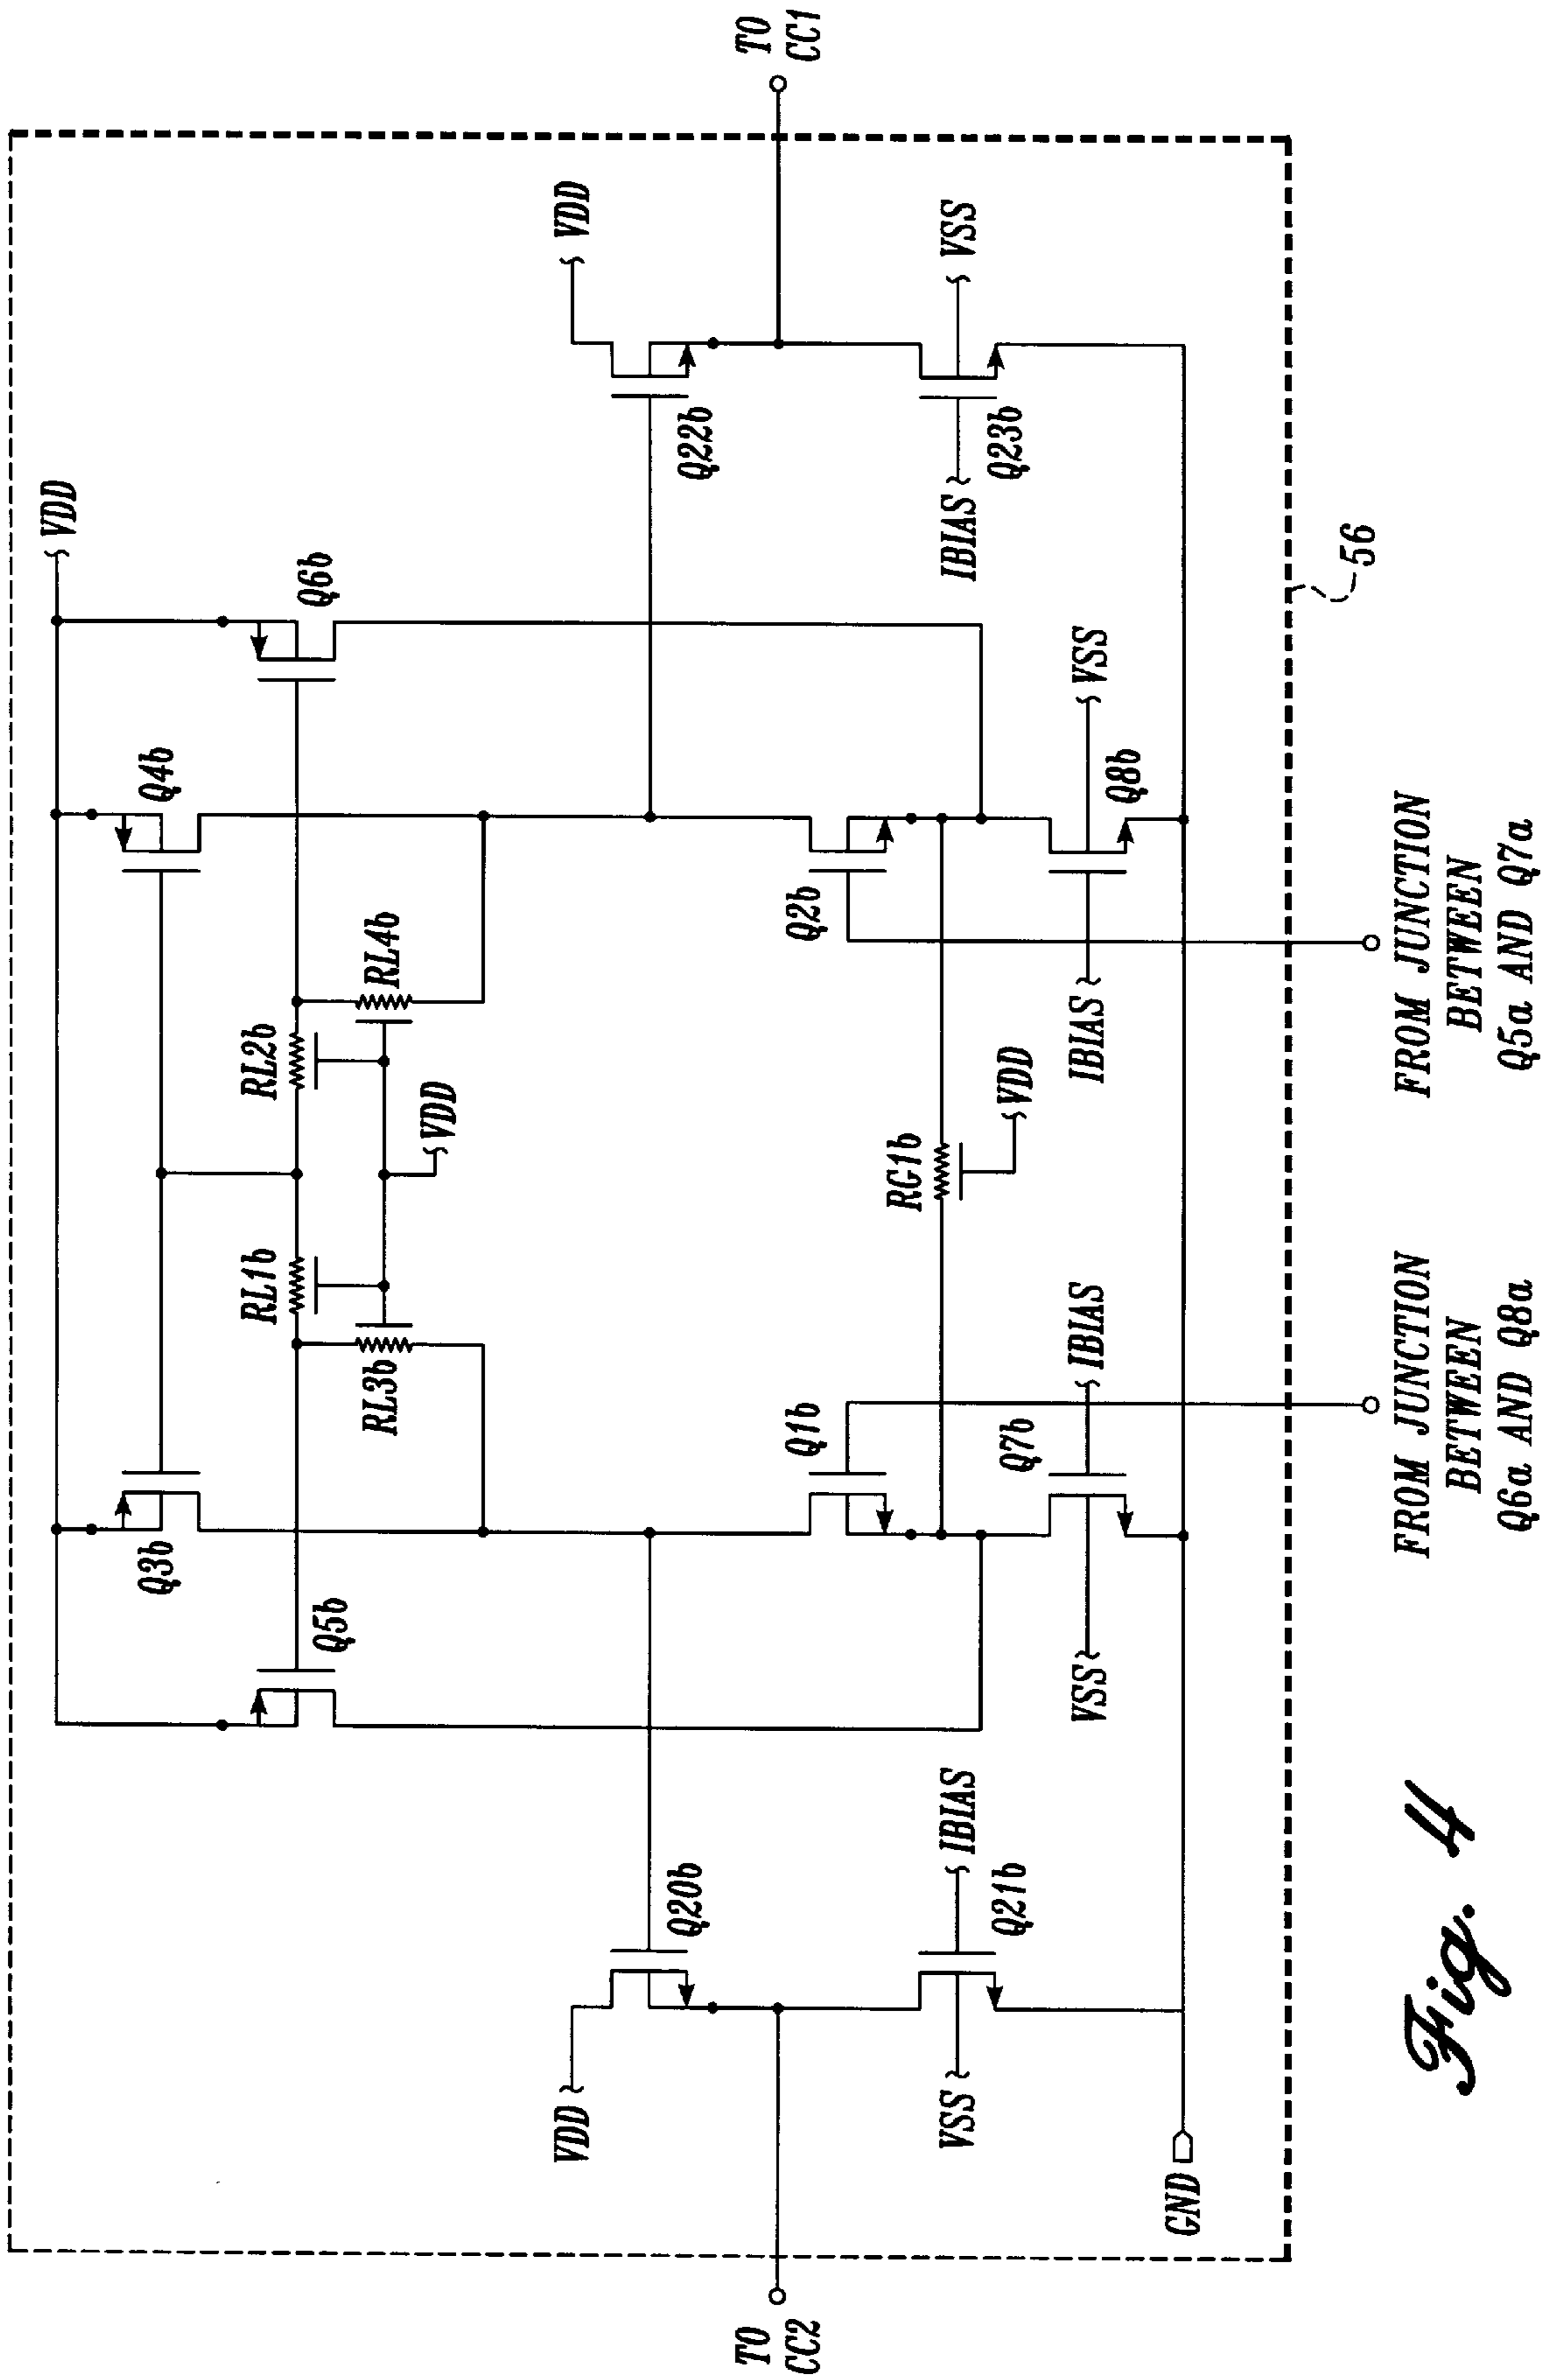 VDD
Q3b
Q4b
Q5b
Q6b
RL1b
RL2b
RL3b
RL4b
VDD
VDD
VDD
Q20b
Q22b
TO
CC2
TO
CC1
Q1b
Q2b
RG1b
VDD
VSS
IBIAS
Q21b
IBIAS
VSS
Q23b
VSS
Q7b
IBIAS
IBIAS
VSS
Q8b
GND
56
FROM JUNCTION
BETWEEN
Q6a AND Q8a
FROM JUNCTION
BETWEEN
Q5a AND Q7a
Fig. 4